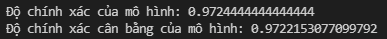 Độ chính xác của mô hình: 0.9724444444444444
Độ chính xác cân bằng của mô hình: 0.9722153077099792